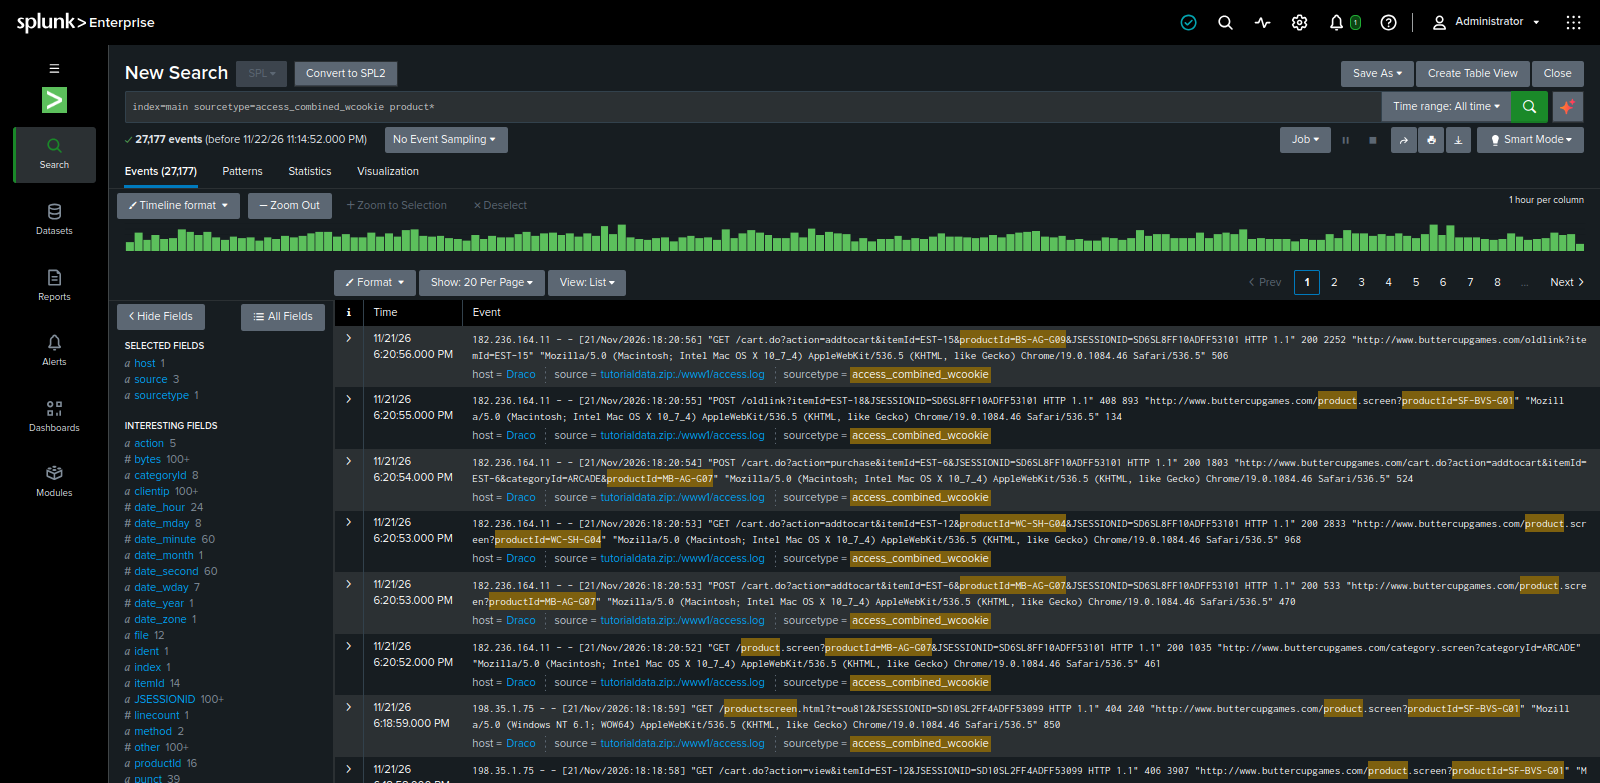 splunk> Enterprise
1
Administrator
New Search
SPL
Convert to SPL2
Save As
Create Table View
Close
index=main sourcetype=access_combined_wcookie product*
Time range: All time
27,177 events (before 11/22/26 11:14:52.000 PM)
No Event Sampling
Job
Smart Mode
Search
Datasets
Reports
Alerts
Dashboards
Modules
Events (27,177)
Patterns
Statistics
Visualization
Timeline format
Zoom Out
+ Zoom to Selection
× Deselect
1 hour per column
Format
Show: 20 Per Page
View: List
< Prev
1 2 3 4 5 6 7 8 ... Next >
< Hide Fields
All Fields
SELECTED FIELDS
a host 1
a source 3
a sourcetype 1
INTERESTING FIELDS
a action 5
# bytes 100+
a categoryId 8
a clientip 100+
# date_hour 24
# date_mday 8
# date_minute 60
a date_month 1
# date_second 60
a date_wday 7
# date_year 1
a date_zone 1
a file 12
a ident 1
a index 1
a itemId 14
a JSESSIONID 100+
# linecount 1
a method 2
# other 100+
a productId 16
a punct 39
i Time Event
11/21/26
6:20:56.000 PM
182.236.164.11 - - [21/Nov/2026:18:20:56] "GET /cart.do?action=addtocart&itemId=EST-15&productId=BS-AG-G09&JSESSIONID=SD6SL8FF10ADFF53101 HTTP 1.1" 200 2252 "http://www.buttercupgames.com/oldlink?ite
mId=EST-15" "Mozilla/5.0 (Macintosh; Intel Mac OS X 10_7_4) AppleWebKit/536.5 (KHTML, like Gecko) Chrome/19.0.1084.46 Safari/536.5" 506
host = Draco source = tutorialdata.zip:./www1/access.log sourcetype = access_combined_wcookie
11/21/26
6:20:55.000 PM
182.236.164.11 - - [21/Nov/2026:18:20:55] "POST /oldlink?itemId=EST-18&JSESSIONID=SD6SL8FF10ADFF53101 HTTP 1.1" 408 893 "http://www.buttercupgames.com/product.screen?productId=SF-BVS-G01" "Mozill
a/5.0 (Macintosh; Intel Mac OS X 10_7_4) AppleWebKit/536.5 (KHTML, like Gecko) Chrome/19.0.1084.46 Safari/536.5" 134
host = Draco source = tutorialdata.zip:./www1/access.log sourcetype = access_combined_wcookie
11/21/26
6:20:54.000 PM
182.236.164.11 - - [21/Nov/2026:18:20:54] "POST /cart.do?action=purchase&itemId=EST-6&JSESSIONID=SD6SL8FF10ADFF53101 HTTP 1.1" 200 1803 "http://www.buttercupgames.com/cart.do?action=addtocart&itemId=
EST-6&categoryId=ARCADE&productId=MB-AG-G07" "Mozilla/5.0 (Macintosh; Intel Mac OS X 10_7_4) AppleWebKit/536.5 (KHTML, like Gecko) Chrome/19.0.1084.46 Safari/536.5" 524
host = Draco source = tutorialdata.zip:./www1/access.log sourcetype = access_combined_wcookie
11/21/26
6:20:53.000 PM
182.236.164.11 - - [21/Nov/2026:18:20:53] "GET /cart.do?action=addtocart&itemId=EST-12&productId=WC-SH-G04&JSESSIONID=SD6SL8FF10ADFF53101 HTTP 1.1" 200 2833 "http://www.buttercupgames.com/product.scr
een?productId=WC-SH-G04" "Mozilla/5.0 (Macintosh; Intel Mac OS X 10_7_4) AppleWebKit/536.5 (KHTML, like Gecko) Chrome/19.0.1084.46 Safari/536.5" 968
host = Draco source = tutorialdata.zip:./www1/access.log sourcetype = access_combined_wcookie
11/21/26
6:20:53.000 PM
182.236.164.11 - - [21/Nov/2026:18:20:53] "POST /cart.do?action=addtocart&itemId=EST-6&productId=MB-AG-G07&JSESSIONID=SD6SL8FF10ADFF53101 HTTP 1.1" 200 533 "http://www.buttercupgames.com/product.scre
en?productId=MB-AG-G07" "Mozilla/5.0 (Macintosh; Intel Mac OS X 10_7_4) AppleWebKit/536.5 (KHTML, like Gecko) Chrome/19.0.1084.46 Safari/536.5" 470
host = Draco source = tutorialdata.zip:./www1/access.log sourcetype = access_combined_wcookie
11/21/26
6:20:52.000 PM
182.236.164.11 - - [21/Nov/2026:18:20:52] "GET /product.screen?productId=MB-AG-G07&JSESSIONID=SD6SL8FF10ADFF53101 HTTP 1.1" 200 1035 "http://www.buttercupgames.com/category.screen?categoryId=ARCADE"
"Mozilla/5.0 (Macintosh; Intel Mac OS X 10_7_4) AppleWebKit/536.5 (KHTML, like Gecko) Chrome/19.0.1084.46 Safari/536.5" 461
host = Draco source = tutorialdata.zip:./www1/access.log sourcetype = access_combined_wcookie
11/21/26
6:18:59.000 PM
198.35.1.75 - - [21/Nov/2026:18:18:59] "GET /productscreen.html?t=ou812&JSESSIONID=SD10SL2FF4ADFF53099 HTTP 1.1" 404 240 "http://www.buttercupgames.com/product.screen?productId=SF-BVS-G01" "Mozill
a/5.0 (Windows NT 6.1; WOW64) AppleWebKit/536.5 (KHTML, like Gecko) Chrome/19.0.1084.46 Safari/536.5" 850
host = Draco source = tutorialdata.zip:./www1/access.log sourcetype = access_combined_wcookie
11/21/26
198.35.1.75 - - [21/Nov/2026:18:18:58] "GET /cart.do?action=view&itemId=EST-12&JSESSIONID=SD10SL2FF4ADFF53099 HTTP 1.1" 406 3907 "http://www.buttercupgames.com/product.screen?productId=SF-BVS-G01" "M